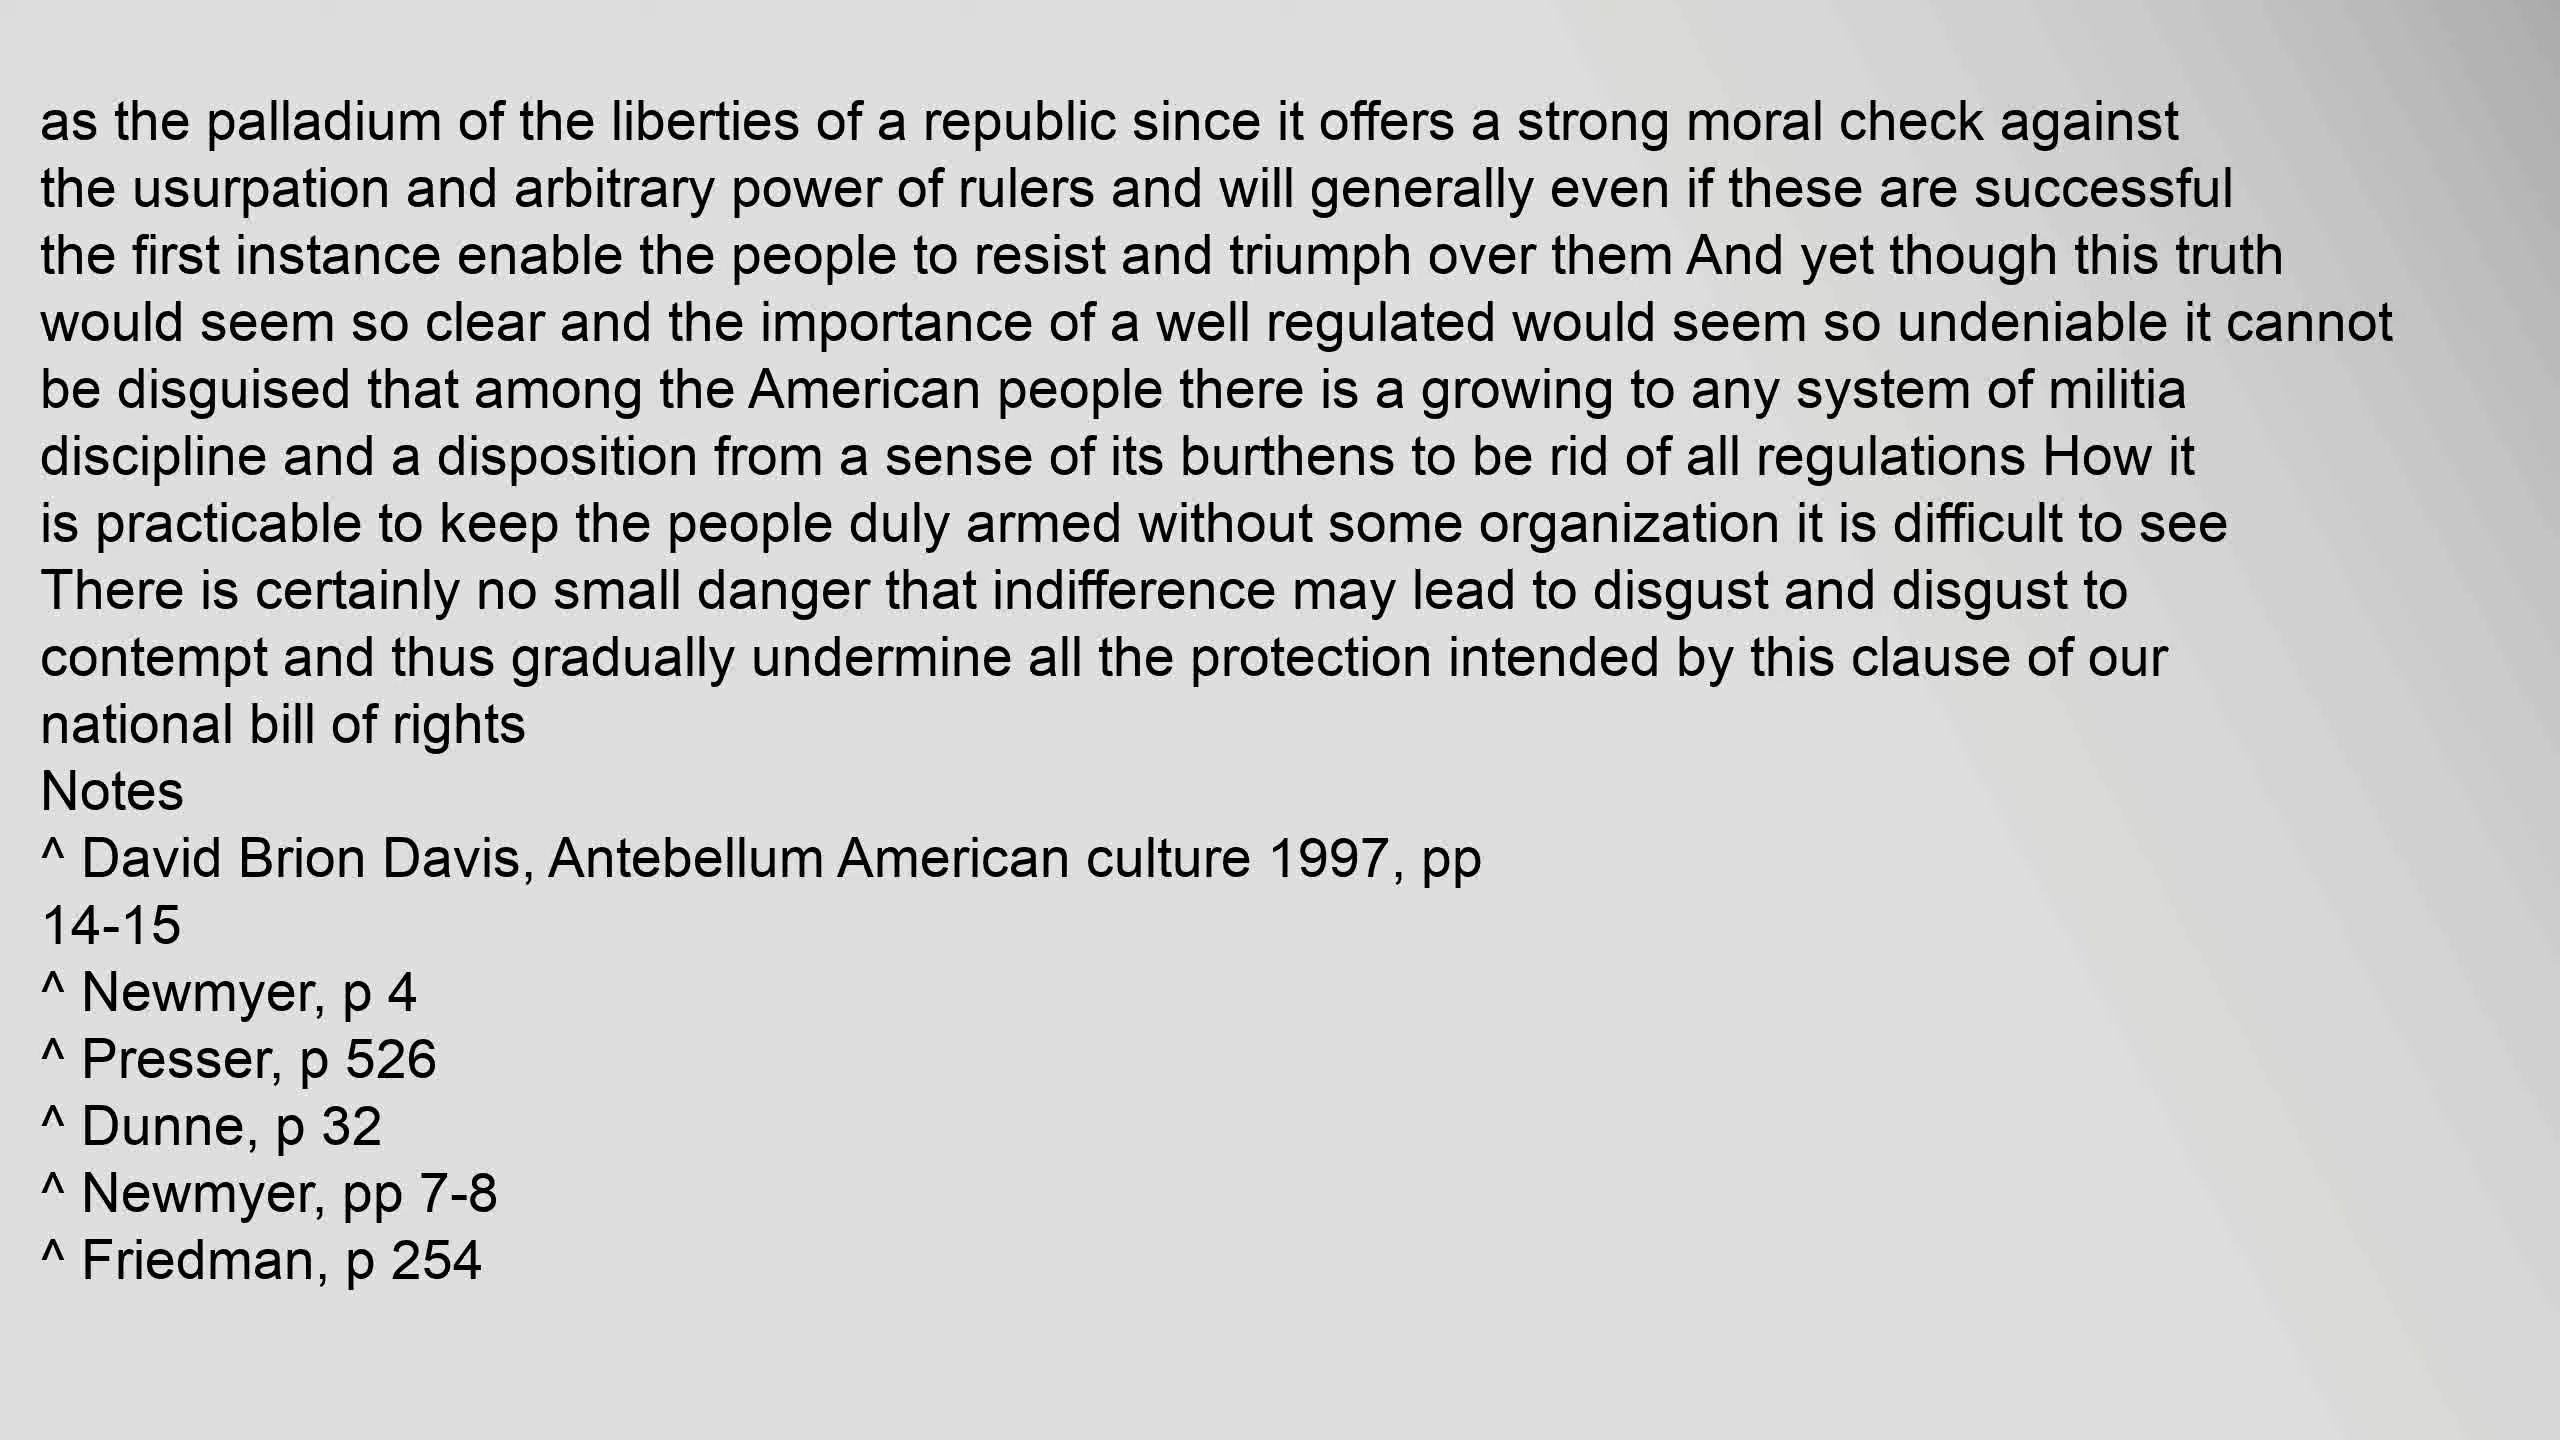 as the palladium of the liberties of a republic since it offers a strong moral check against
the usurpation and arbitrary power of rulers and will generally even if these are successful
the first instance enable the people to resist and triumph over them And yet though this truth
would seem so clear and the importance of a well regulated would seem so undeniable it cannot
be disguised that among the American people there is a growing to any system of militia
discipline and a disposition from a sense of its burthens to be rid of all regulations How it
is practicable to keep the people duly armed without some organization it is difficult to see
There is certainly no small danger that indifference may lead to disgust and disgust to
contempt and thus gradually undermine all the protection intended by this clause of our
national bill of rights
Notes
^ David Brion Davis, Antebellum American culture 1997, pp
14-15
^ Newmyer, p 4
^ Presser, p 526
^ Dunne, p 32
^ Newmyer, pp 7-8
^ Friedman, p 254